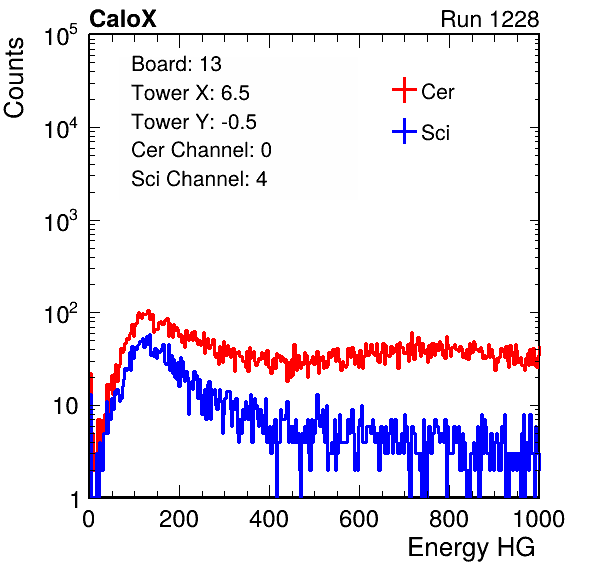 CaloX Run 1228
Counts
10^5
10^4
10^3
10^2
10
1
Board: 13
Tower X: 6.5
Tower Y: -0.5
Cer Channel: 0
Sci Channel: 4
Cer
Sci
0 200 400 600 800 1000
Energy HG